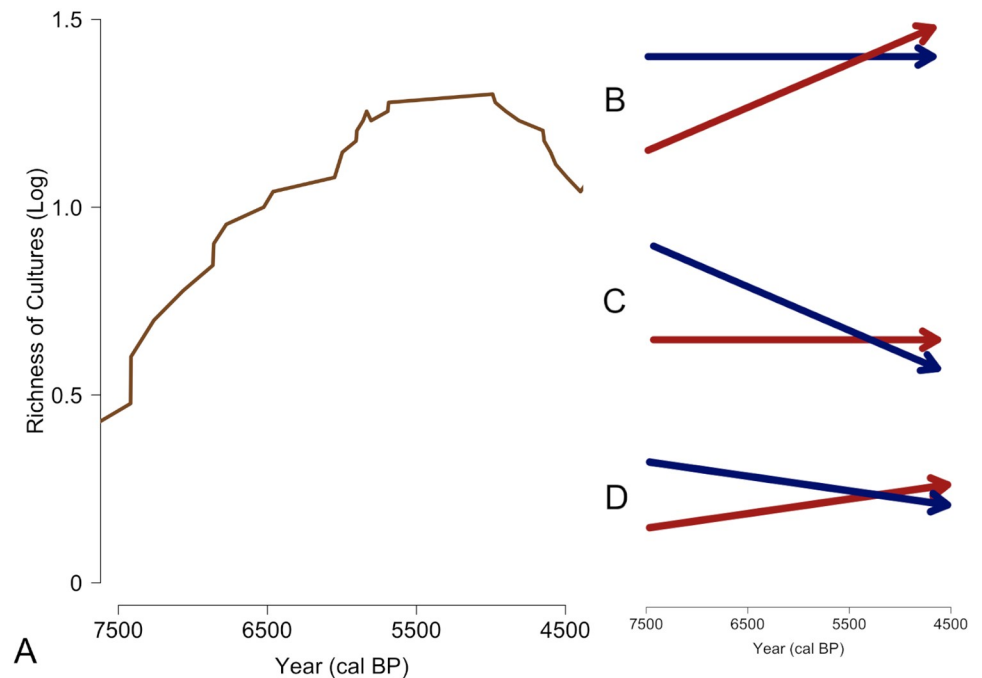 1.5
1.0
0.5
0
Richness of Cultures (Log)
7500 6500 5500 4500
Year (cal BP)
A
B
C
D
7500 6500 5500 4500
Year (cal BP)